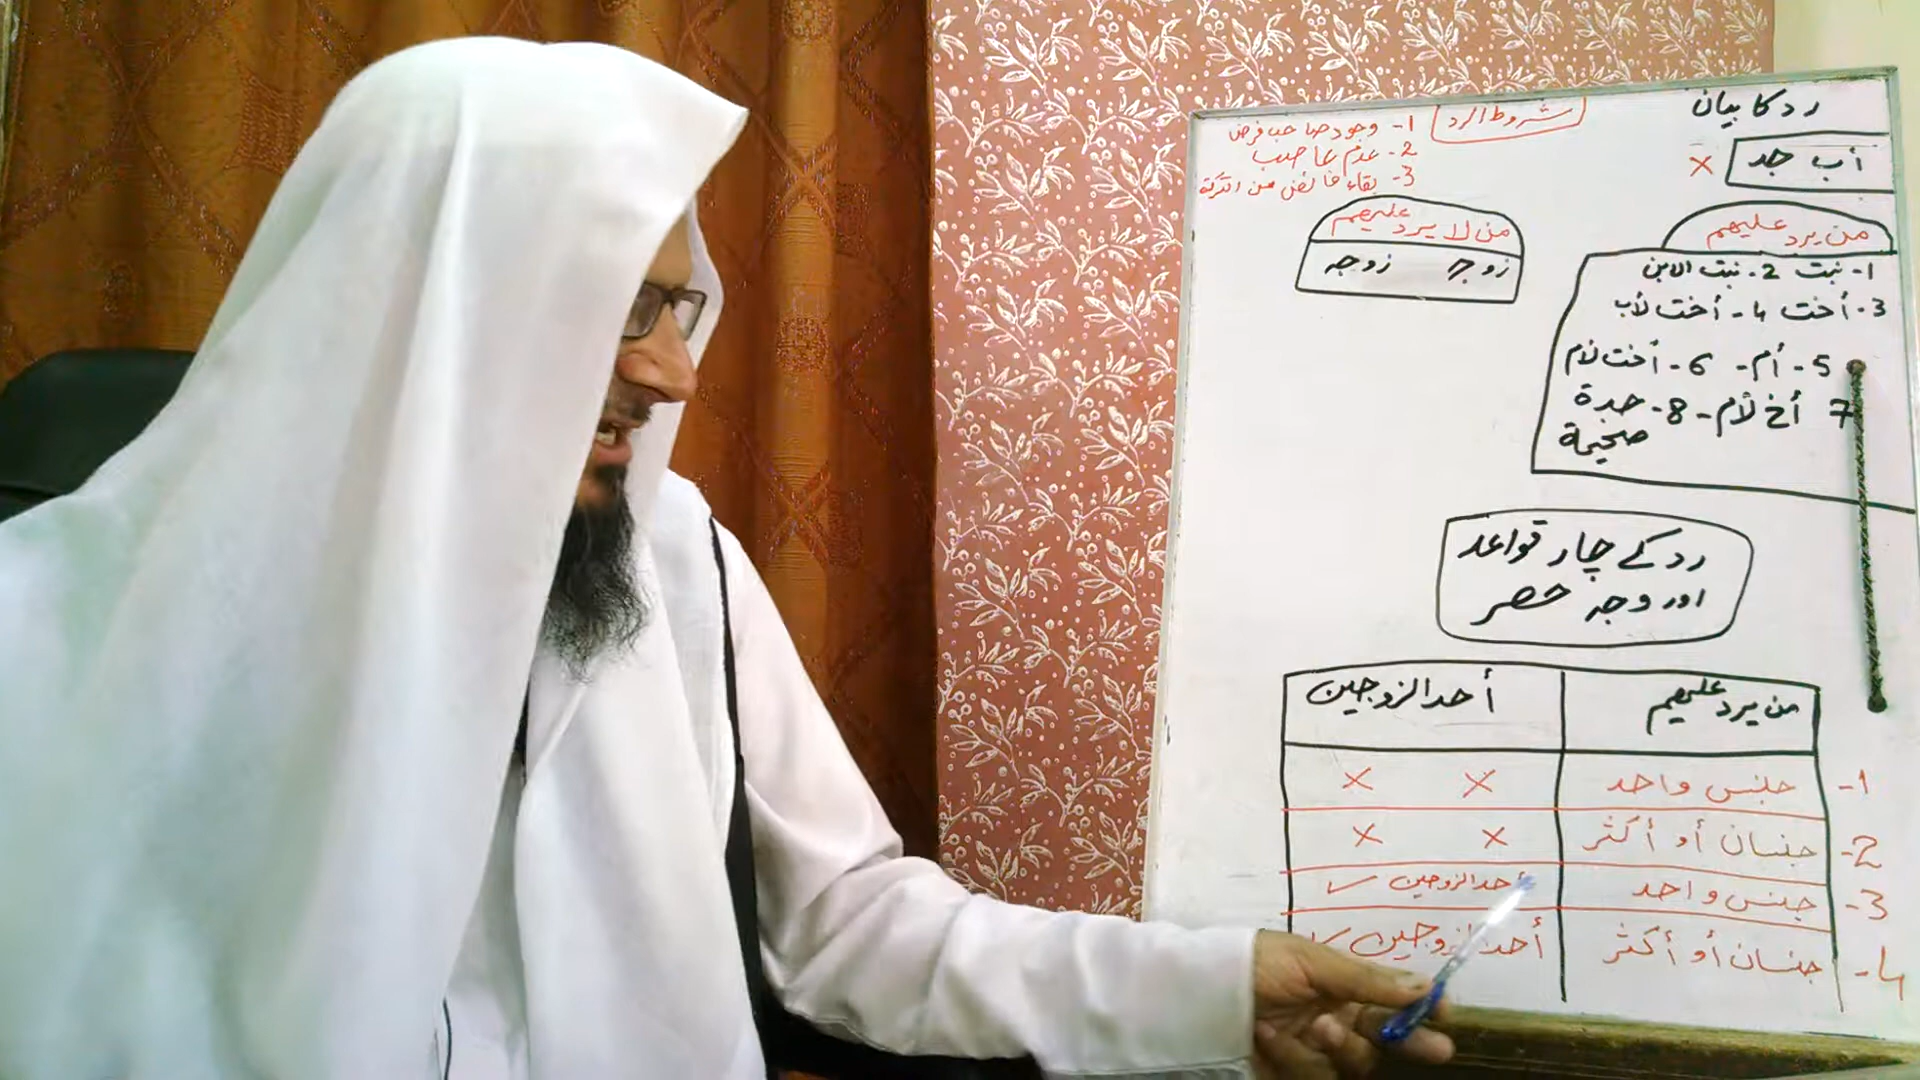 رد کا بیان
أب جد ×
شروط الرد
1- وجود صاحب فرض
2- عدم عاصب
3- بقاء فائض من التركة
من يرد عليهم
1- بنت 2- بنت الابن
3- أخت 4- أخت لأب
5- أم - 6- أخت لأم
7 أخ لأم - 8- جدة
صحيحة
من لا يرد عليهم
زوج زوجه
رد کے چار قواعد
اور وجہ حصر
من يرد عليهم أحد الزوجين
1- جنس واحد × ×
2- جنسان أو أكثر × ×
3- جنس واحد أحد الزوجين ✓
4- جنسان أو أكثر أحد الزوجين ✓